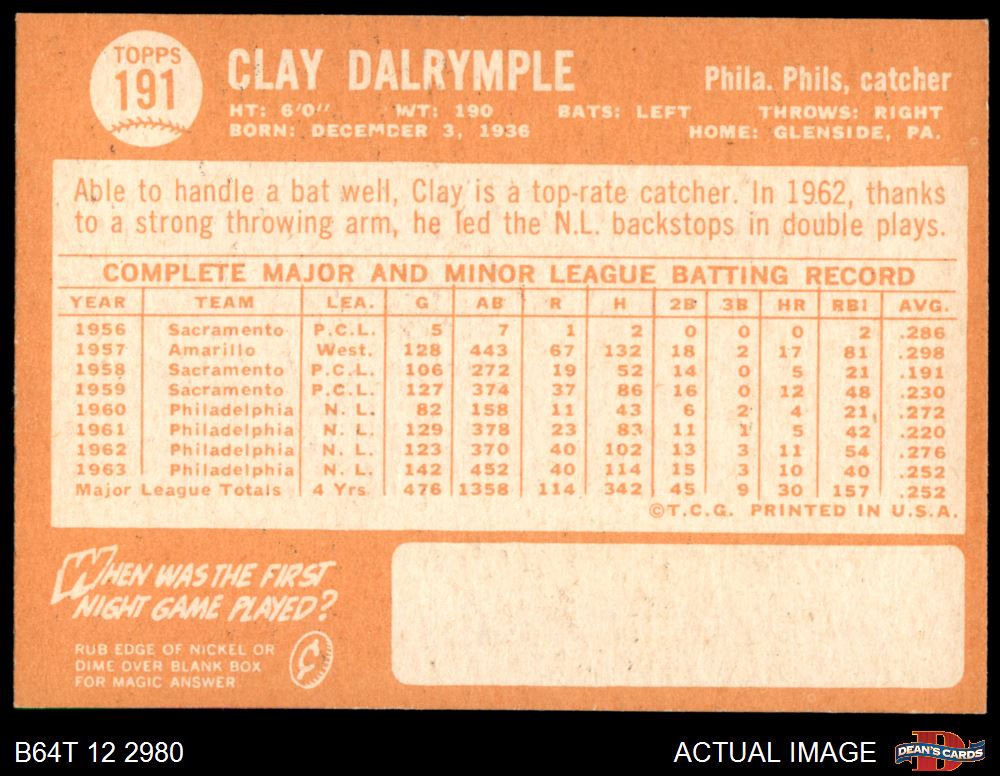 TOPPS
191
CLAY DALRYMPLE
Phila. Phils, catcher
HT: 6'0" WT: 190 BATS: LEFT THROWS: RIGHT
BORN: DECEMBER 3, 1936 HOME: GLENSIDE, PA.
Able to handle a bat well, Clay is a top-rate catcher. In 1962, thanks
to a strong throwing arm, he led the N.L. backstops in double plays.
COMPLETE MAJOR AND MINOR LEAGUE BATTING RECORD
YEAR TEAM LEA. G AB R H 2B 3B HR RBI AVG.
1956 Sacramento P.C.L. 5 7 1 2 0 0 0 2 .286
1957 Amarillo West. 128 443 67 132 18 2 17 81 .298
1958 Sacramento P.C.L. 106 272 19 52 14 0 5 21 .191
1959 Sacramento P.C.L. 127 374 37 86 16 0 12 48 .230
1960 Philadelphia N. L. 82 158 11 43 6 2 4 21 .272
1961 Philadelphia N. L. 129 378 23 83 11 1 5 42 .220
1962 Philadelphia N. L. 123 370 40 102 13 3 11 54 .276
1963 Philadelphia N. L. 142 452 40 114 15 3 10 40 .252
Major League Totals 4 Yrs 476 1358 114 342 45 9 30 157 .252
©T.C.G. PRINTED IN U.S.A.
WHEN WAS THE FIRST
NIGHT GAME PLAYED?
RUB EDGE OF NICKEL OR
DIME OVER BLANK BOX
FOR MAGIC ANSWER
B64T 12 2980
ACTUAL IMAGE
D
DEAN'S CARDS